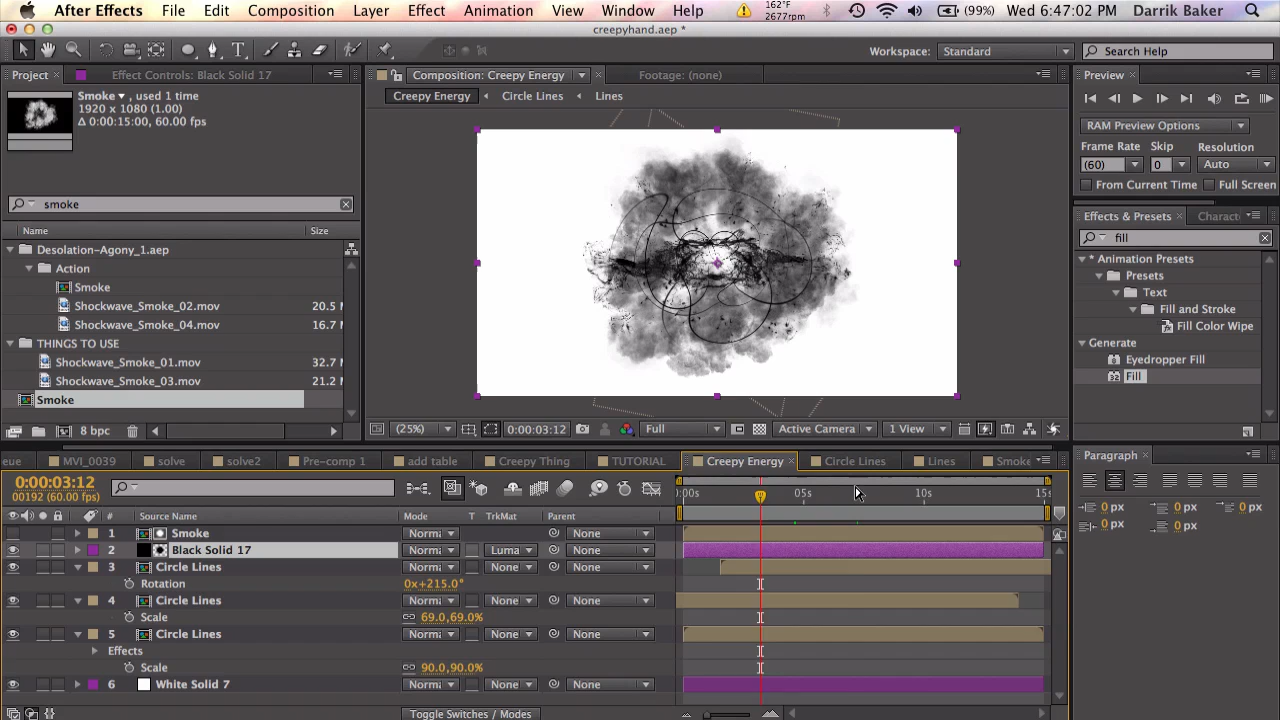 After Effects File Edit Composition Layer Effect Animation View Window Help 162°F 2677rpm (99%) Wed 6:47:02 AM Darrik Baker
creepyhand.aep *
Workspace: Standard Search Help
Project Effect Controls: Black Solid 17 Composition: Creepy Energy Footage: (none) Preview
Smoke , used 1 time
1920 x 1080 (1.00)
Δ 0:00:15:00, 60.00 fps
Creepy Energy Circle Lines Lines
RAM Preview Options
Frame Rate Skip Resolution
(60) 0 Auto
From Current Time Full Screen
smoke
Effects & Presets Charact
fill
Name Size
Desolation-Agony_1.aep
Action
Smoke
Shockwave_Smoke_02.mov 20.5 M
Shockwave_Smoke_04.mov 16.7 M
THINGS TO USE
Shockwave_Smoke_01.mov 32.7 M
Shockwave_Smoke_03.mov 21.2 M
Smoke
* Animation Presets
Presets
Text
Fill and Stroke
Fill Color Wipe
Generate
Eyedropper Fill
32 Fill
8 bpc
(25%) 0:00:03:12 Full Active Camera 1 View
eue MVI_0039 solve solve2 Pre-comp 1 add table Creepy Thing TUTORIAL Creepy Energy Circle Lines Lines Smoke
Paragraph
0:00:03:12
00192 (60.00 fps)
:00s 05s 10s 15s
0 px 0 px 0 px
0 px 0 px
# Source Name Mode T TrkMat Parent
1 Smoke Norma None
2 Black Solid 17 Norma Luma None
3 Circle Lines Norma None None
Rotation 0x+215.0°
4 Circle Lines Norma None None
Scale 69.0,69.0%
5 Circle Lines Norma None None
Effects
Scale 90.0,90.0%
6 White Solid 7 Norma None None
Toggle Switches / Modes